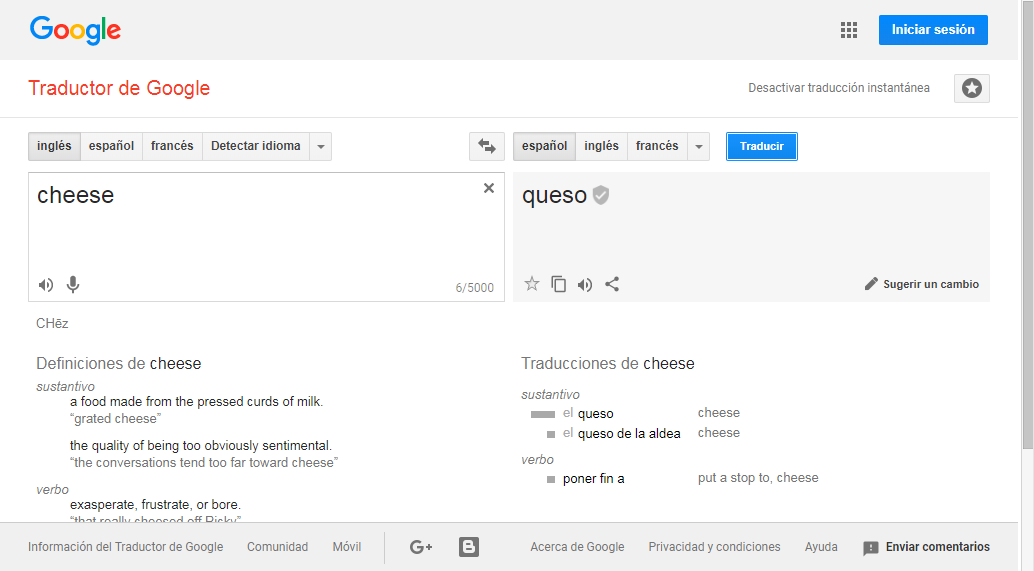 Google
Iniciar sesión
Traductor de Google
Desactivar traducción instantánea
inglés español francés Detectar idioma
español inglés francés Traducir
cheese
queso
6/5000
Sugerir un cambio
CHēz
Definiciones de cheese
sustantivo
a food made from the pressed curds of milk.
“grated cheese”
the quality of being too obviously sentimental.
“the conversations tend too far toward cheese”
verbo
exasperate, frustrate, or bore.
“that really cheesed off Ricky”
Traducciones de cheese
sustantivo
el queso cheese
el queso de la aldea cheese
verbo
poner fin a put a stop to, cheese
Información del Traductor de Google Comunidad Móvil G+ B Acerca de Google Privacidad y condiciones Ayuda Enviar comentarios